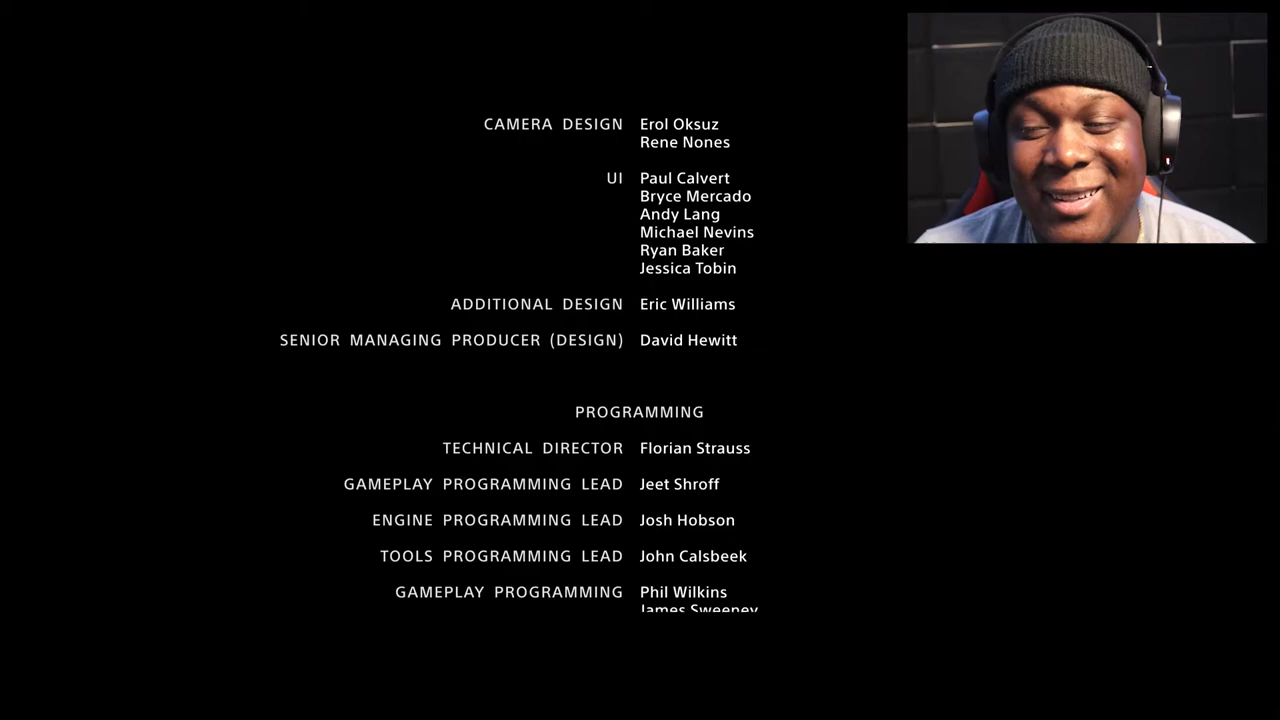 CAMERA DESIGN Erol Oksuz
Rene Nones
UI Paul Calvert
Bryce Mercado
Andy Lang
Michael Nevins
Ryan Baker
Jessica Tobin
ADDITIONAL DESIGN Eric Williams
SENIOR MANAGING PRODUCER (DESIGN) David Hewitt
PROGRAMMING
TECHNICAL DIRECTOR Florian Strauss
GAMEPLAY PROGRAMMING LEAD Jeet Shroff
ENGINE PROGRAMMING LEAD Josh Hobson
TOOLS PROGRAMMING LEAD John Calsbeek
GAMEPLAY PROGRAMMING Phil Wilkins
James Sweeney